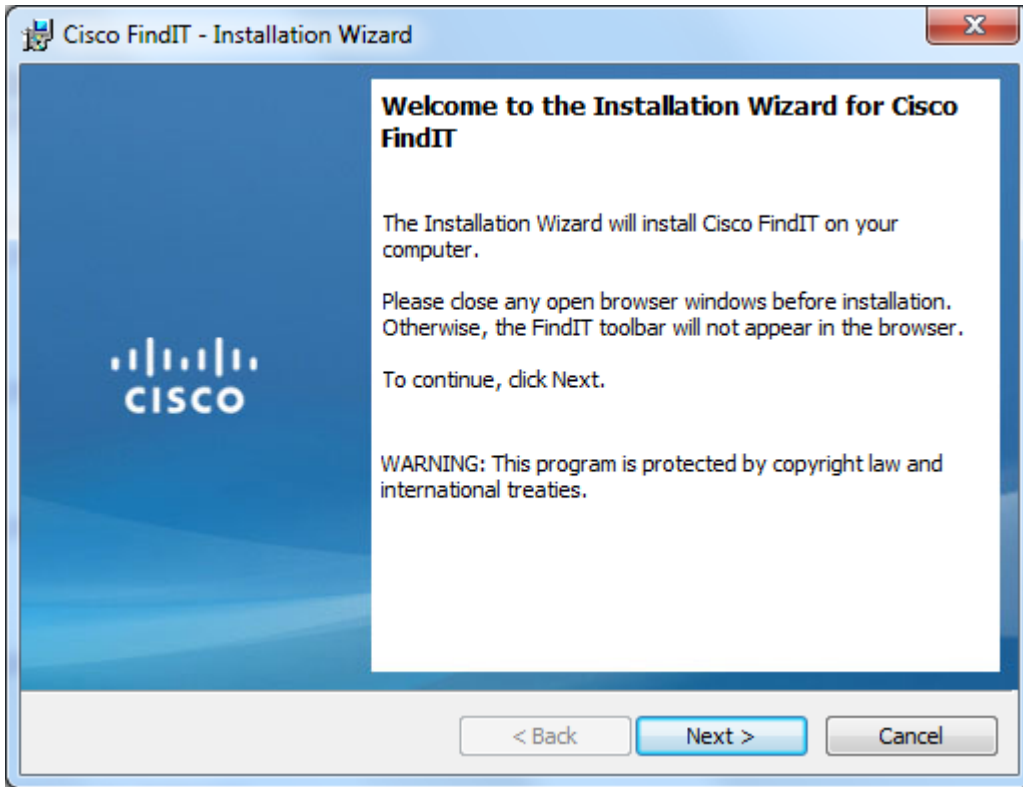 Cisco FindIT - Installation Wizard
Welcome to the Installation Wizard for Cisco
FindIT
The Installation Wizard will install Cisco FindIT on your
computer.
Please close any open browser windows before installation.
Otherwise, the FindIT toolbar will not appear in the browser.
To continue, click Next.
WARNING: This program is protected by copyright law and
international treaties.
CISCO
< Back
Next >
Cancel